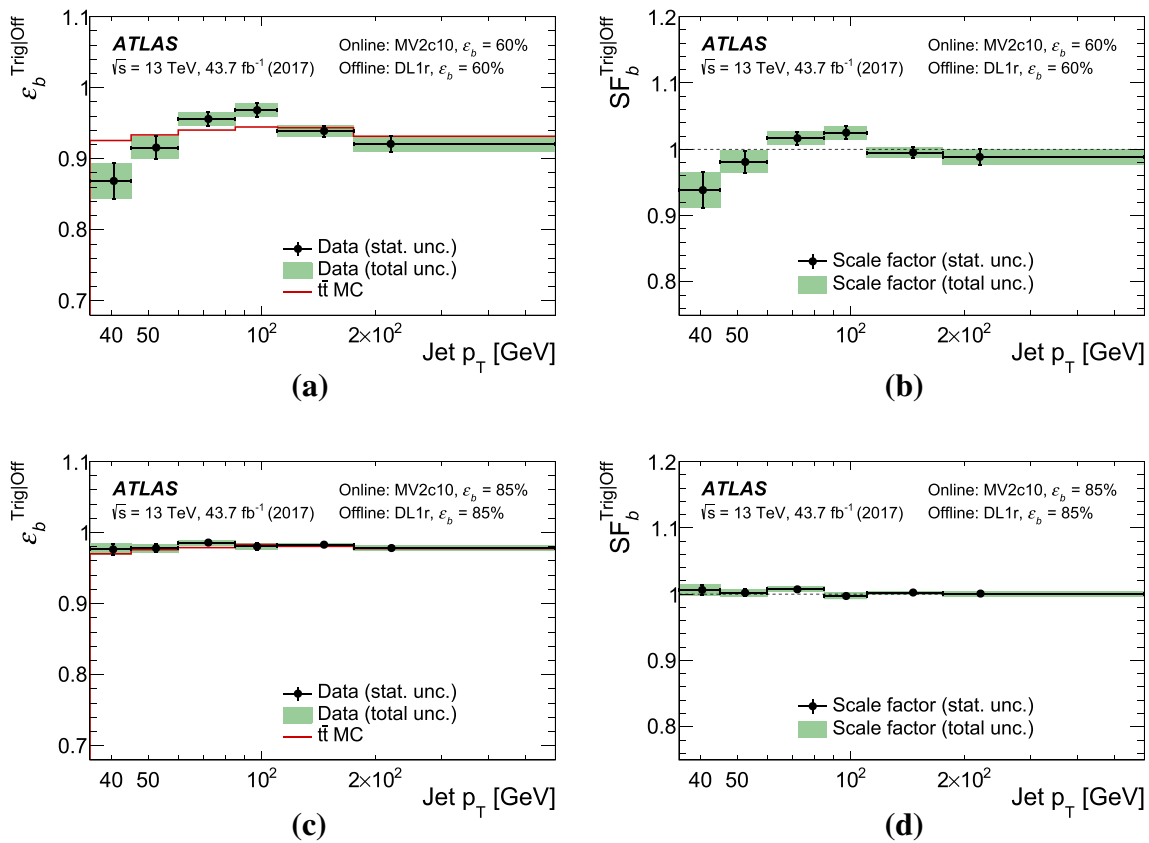 ε_b^Trig|Off
1.1
1
0.9
0.8
0.7
ATLAS
√s = 13 TeV, 43.7 fb⁻¹ (2017)
Online: MV2c10, ε_b = 60%
Offline: DL1r, ε_b = 60%
Data (stat. unc.)
Data (total unc.)
tt̄ MC
40 50 10² 2×10²
Jet p_T [GeV]
(a)
SF_b^Trig|Off
1.2
1.1
1
0.9
0.8
ATLAS
√s = 13 TeV, 43.7 fb⁻¹ (2017)
Online: MV2c10, ε_b = 60%
Offline: DL1r, ε_b = 60%
Scale factor (stat. unc.)
Scale factor (total unc.)
40 50 10² 2×10²
Jet p_T [GeV]
(b)
ε_b^Trig|Off
1.1
1
0.9
0.8
0.7
ATLAS
√s = 13 TeV, 43.7 fb⁻¹ (2017)
Online: MV2c10, ε_b = 85%
Offline: DL1r, ε_b = 85%
Data (stat. unc.)
Data (total unc.)
tt̄ MC
40 50 10² 2×10²
Jet p_T [GeV]
(c)
SF_b^Trig|Off
1.2
1.1
1
0.9
0.8
ATLAS
√s = 13 TeV, 43.7 fb⁻¹ (2017)
Online: MV2c10, ε_b = 85%
Offline: DL1r, ε_b = 85%
Scale factor (stat. unc.)
Scale factor (total unc.)
40 50 10² 2×10²
Jet p_T [GeV]
(d)